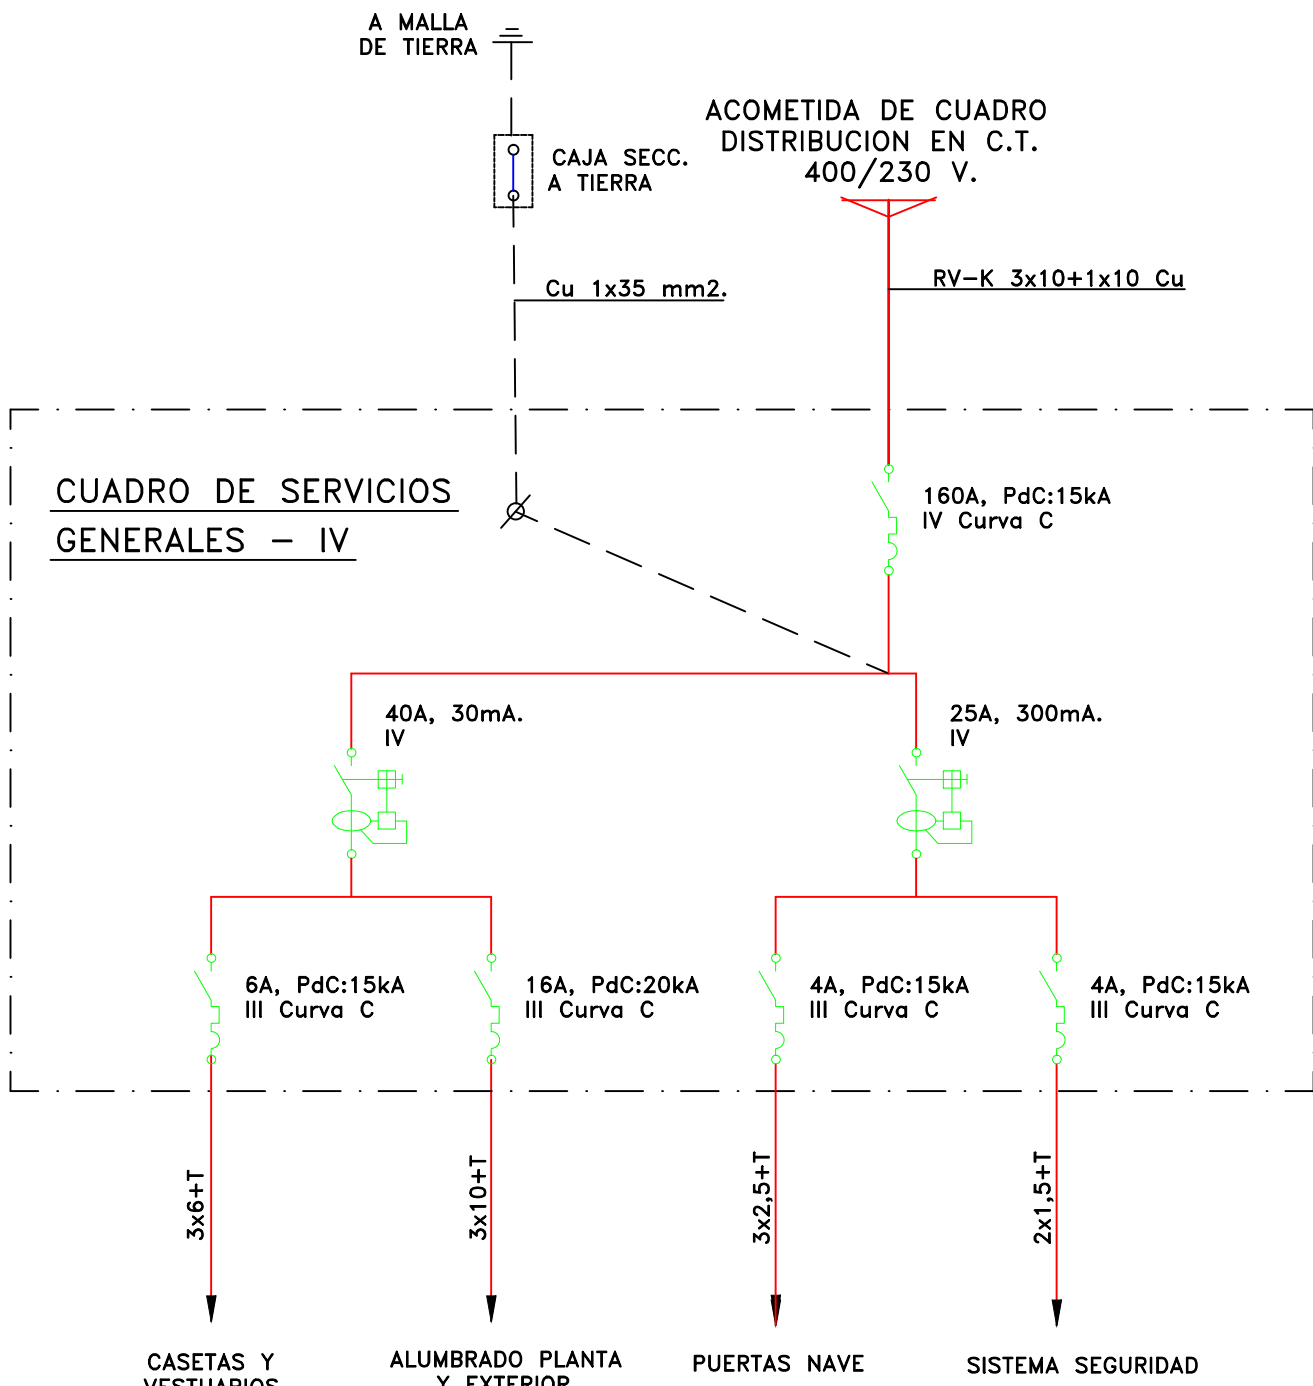 A MALLA
DE TIERRA
ACOMETIDA DE CUADRO
DISTRIBUCION EN C.T.
400/230 V.
CAJA SECC.
A TIERRA
Cu 1x35 mm2.
RV-K 3x10+1x10 Cu
CUADRO DE SERVICIOS
GENERALES - IV
160A, PdC:15kA
IV Curva C
40A, 30mA.
IV
25A, 300mA.
IV
6A, PdC:15kA
III Curva C
16A, PdC:20kA
III Curva C
4A, PdC:15kA
III Curva C
4A, PdC:15kA
III Curva C
3x6+T
3x10+T
3x2,5+T
2x1,5+T
CASETAS Y
VESTUARIOS
ALUMBRADO PLANTA
Y EXTERIOR
PUERTAS NAVE
SISTEMA SEGURIDAD